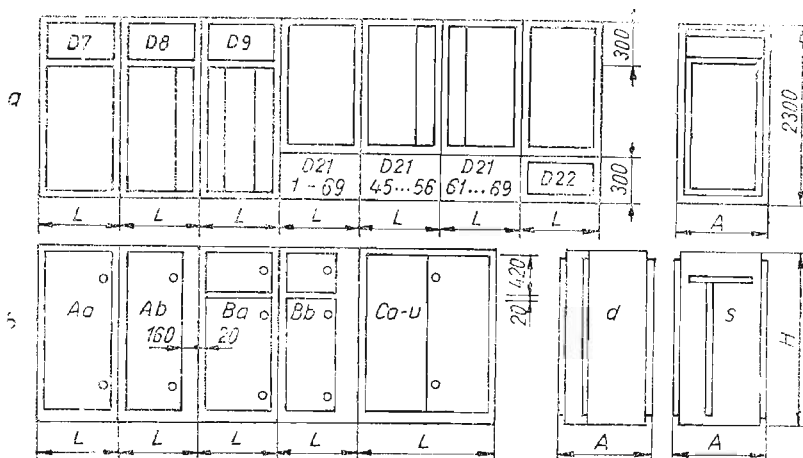 D7 D8 D9 300
а
2300
D21 D21 D21 300
1-69 45...56 61...69 D22
L L L L L L L A
Aa Ab Ba Bb Ca-u 20 420 d s H
160 20
L L L L L A A